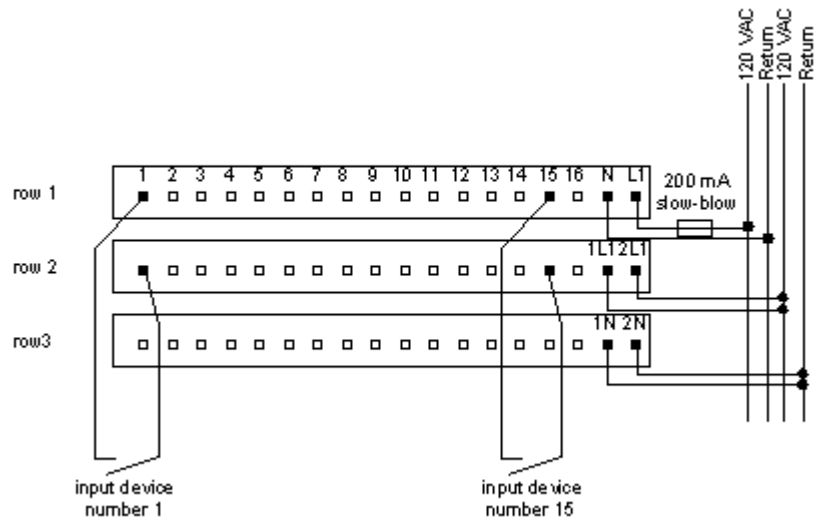 120 VAC
Return
120 VAC
Return
1 2 3 4 5 6 7 8 9 10 11 12 13 14 15 16 N L1
row 1
200 mA
slow-blow
1L1 2L1
row 2
1N 2N
row3
input device
number 1
input device
number 15